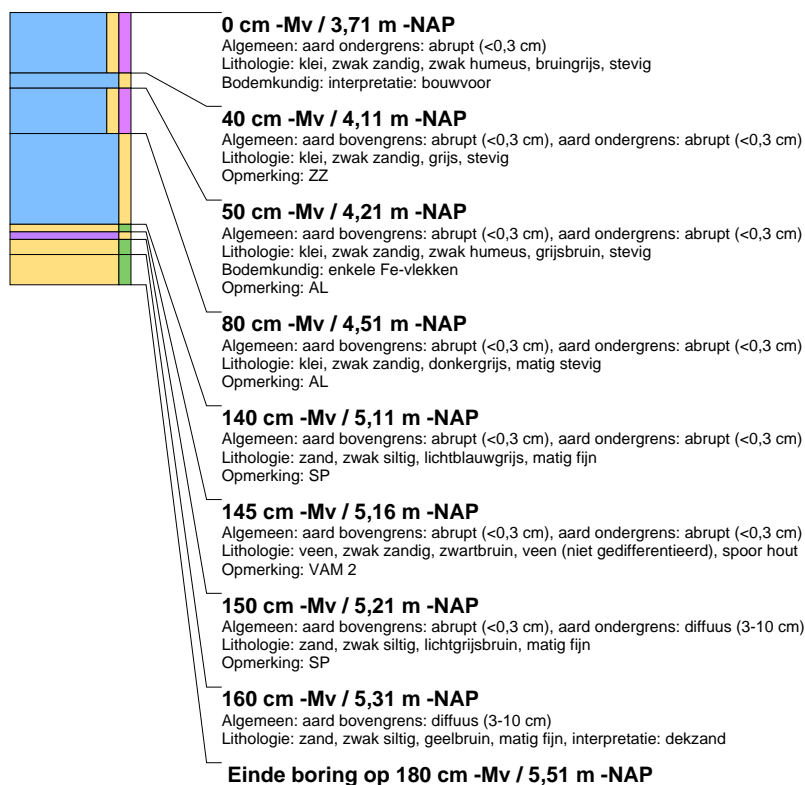 0 cm -Mv / 3,71 m -NAP
Algemeen: aard ondergrens: abrupt (<0,3 cm)
Lithologie: klei, zwak zandig, zwak humeus, bruingrijs, stevig
Bodemkundig: interpretatie: bouwvoor
40 cm -Mv / 4,11 m -NAP
Algemeen: aard bovengrens: abrupt (<0,3 cm), aard ondergrens: abrupt (<0,3 cm)
Lithologie: klei, zwak zandig, grijs, stevig
Opmerking: ZZ
50 cm -Mv / 4,21 m -NAP
Algemeen: aard bovengrens: abrupt (<0,3 cm), aard ondergrens: abrupt (<0,3 cm)
Lithologie: klei, zwak zandig, zwak humeus, grijsbruin, stevig
Bodemkundig: enkele Fe-vlekken
Opmerking: AL
80 cm -Mv / 4,51 m -NAP
Algemeen: aard bovengrens: abrupt (<0,3 cm), aard ondergrens: abrupt (<0,3 cm)
Lithologie: klei, zwak zandig, donkergrijs, matig stevig
Opmerking: AL
140 cm -Mv / 5,11 m -NAP
Algemeen: aard bovengrens: abrupt (<0,3 cm), aard ondergrens: abrupt (<0,3 cm)
Lithologie: zand, zwak siltig, lichtblauwgrijs, matig fijn
Opmerking: SP
145 cm -Mv / 5,16 m -NAP
Algemeen: aard bovengrens: abrupt (<0,3 cm), aard ondergrens: abrupt (<0,3 cm)
Lithologie: veen, zwak zandig, zwartbruin, veen (niet gedifferentieerd), spoor hout
Opmerking: VAM 2
150 cm -Mv / 5,21 m -NAP
Algemeen: aard bovengrens: abrupt (<0,3 cm), aard ondergrens: diffuus (3-10 cm)
Lithologie: zand, zwak siltig, lichtgrijsbruin, matig fijn
Opmerking: SP
160 cm -Mv / 5,31 m -NAP
Algemeen: aard bovengrens: diffuus (3-10 cm)
Lithologie: zand, zwak siltig, geelbruin, matig fijn, interpretatie: dekzand
Einde boring op 180 cm -Mv / 5,51 m -NAP